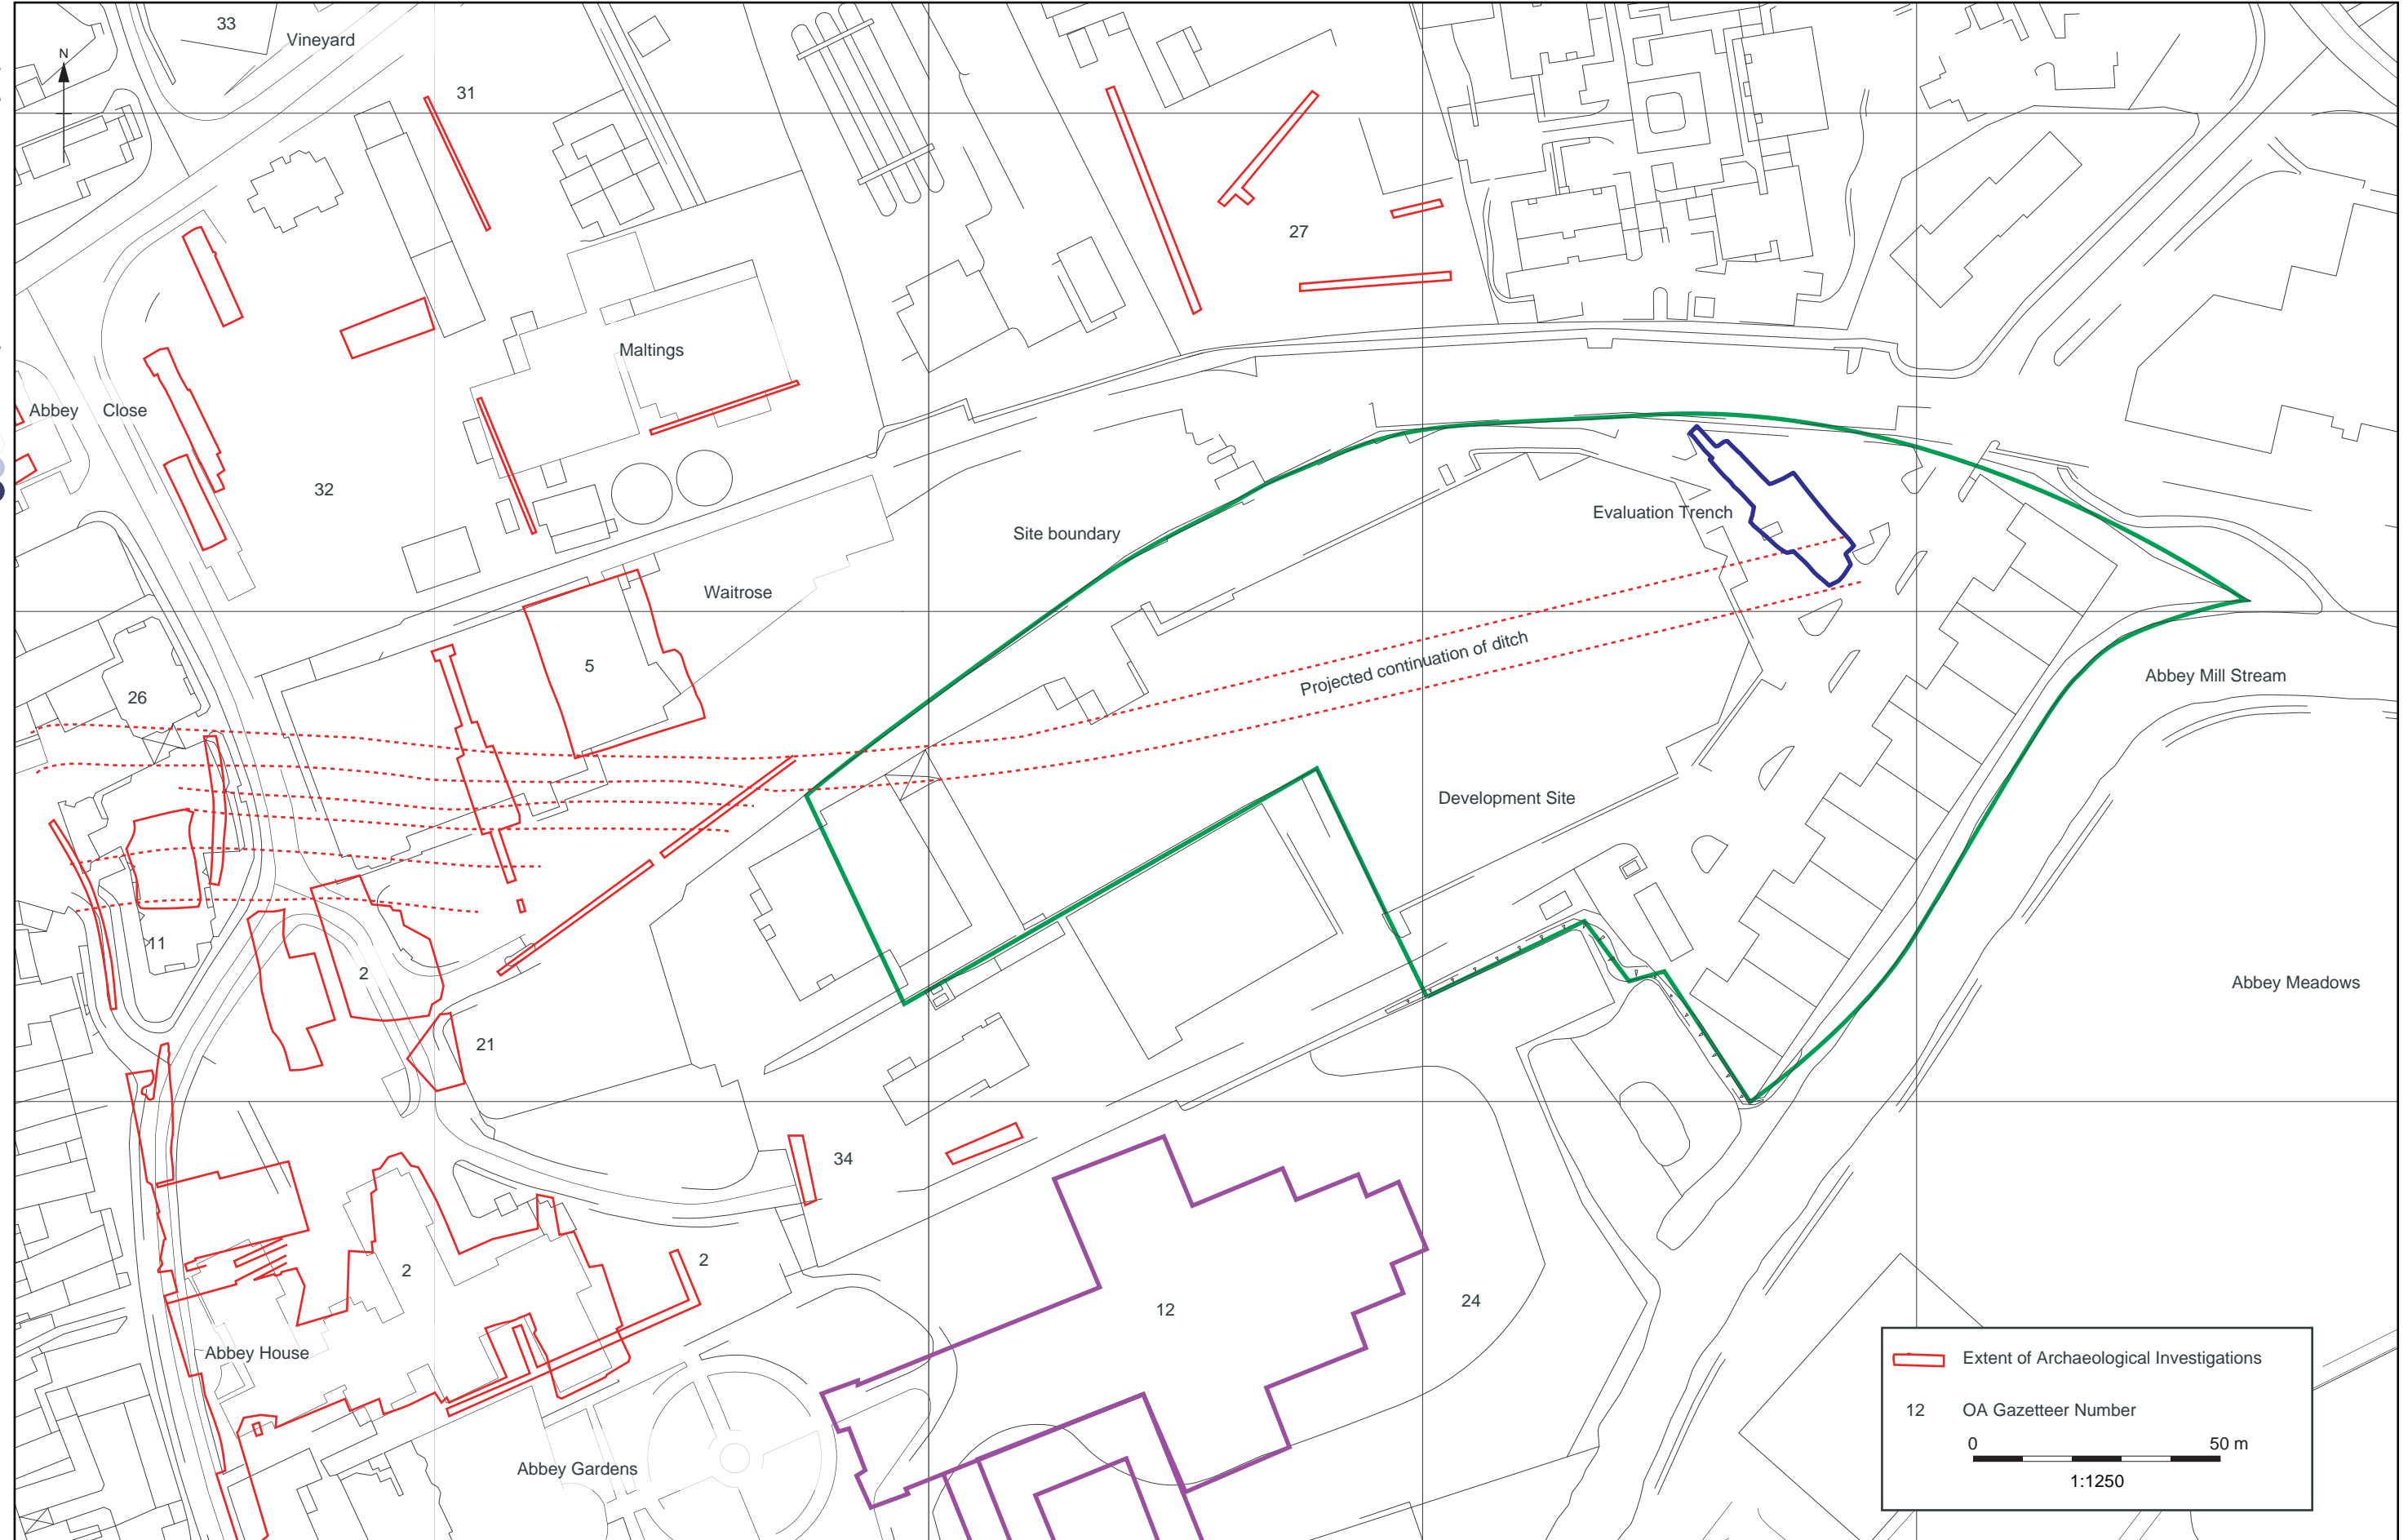 33
Vineyard
N
31
27
Maltings
Abbey Close
32
Site boundary
Evaluation Trench
Waitrose
5
Projected continuation of ditch
26
Abbey Mill Stream
Development Site
11
2
Abbey Meadows
21
34
2
2
12
24
Abbey House
Abbey Gardens
Extent of Archaeological Investigations
12 OA Gazetteer Number
0 50 m
1:1250